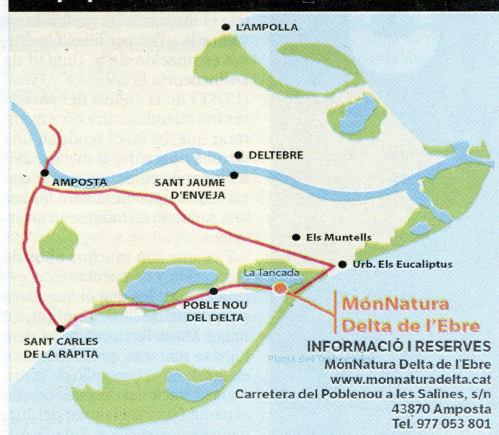 L'AMPOLLA
DELTEBRE
AMPOSTA
SANT JAUME
D'ENVEJA
Els Muntells
La Tancada
Urb. Els Eucaliptus
POBLE NOU
DEL DELTA
MónNatura
Delta de l'Ebre
SANT CARLES
DE LA RÀPITA
INFORMACIÓ I RESERVES
MónNatura Delta de l'Ebre
www.monnaturadelta.cat
Carretera del Poblenou a les Salines, s/n
43870 Amposta
Tel. 977 053 801